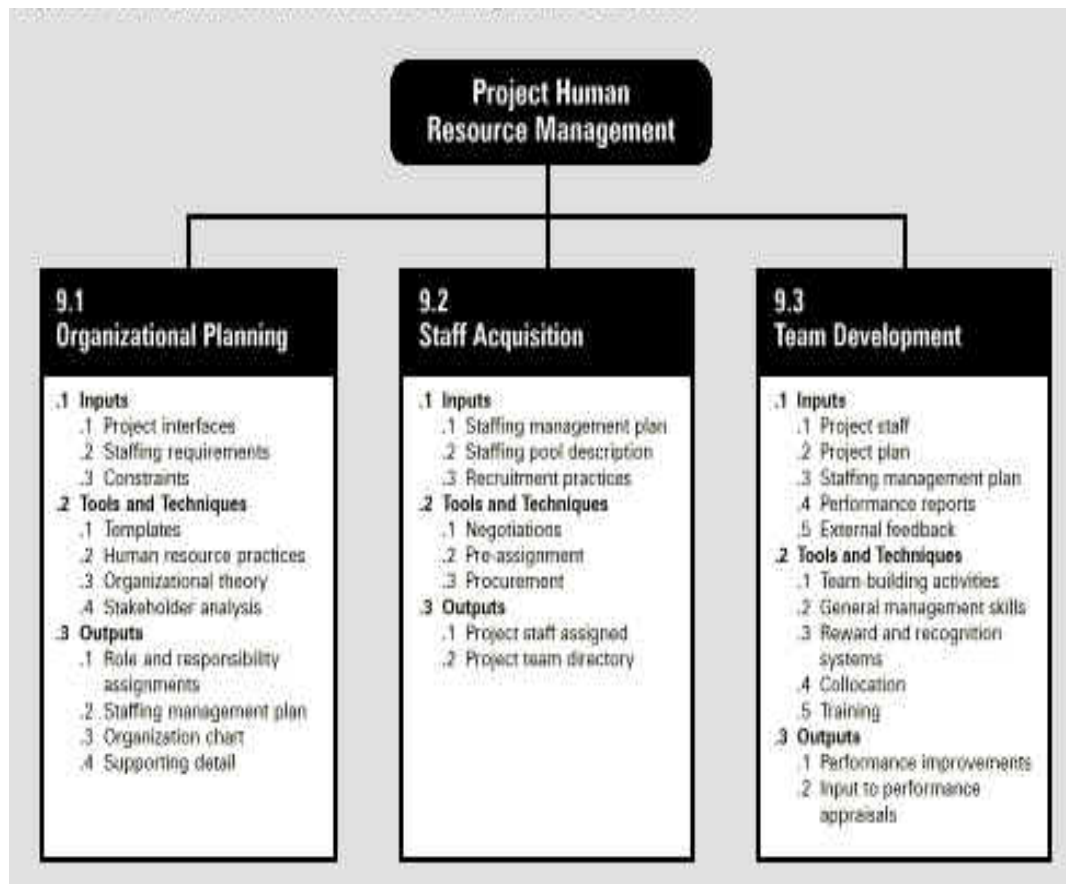 Project Human
Resource Management
9.1
Organizational Planning
.1 Inputs
.1 Project interfaces
.2 Staffing requirements
.3 Constraints
.2 Tools and Techniques
.1 Templates
.2 Human resource practices
.3 Organizational theory
.4 Stakeholder analysis
.3 Outputs
.1 Role and responsibility
assignments
.2 Staffing management plan
.3 Organization chart
.4 Supporting detail
9.2
Staff Acquisition
.1 Inputs
.1 Staffing management plan
.2 Staffing pool description
.3 Recruitment practices
.2 Tools and Techniques
.1 Negotiations
.2 Pre-assignment
.3 Procurement
.3 Outputs
.1 Project staff assigned
.2 Project team directory
9.3
Team Development
.1 Inputs
.1 Project staff
.2 Project plan
.3 Staffing management plan
.4 Performance reports
.5 External feedback
.2 Tools and Techniques
.1 Team-building activities
.2 General management skills
.3 Reward and recognition
systems
.4 Collocation
.5 Training
.3 Outputs
.1 Performance improvements
.2 Input to performance
appraisals